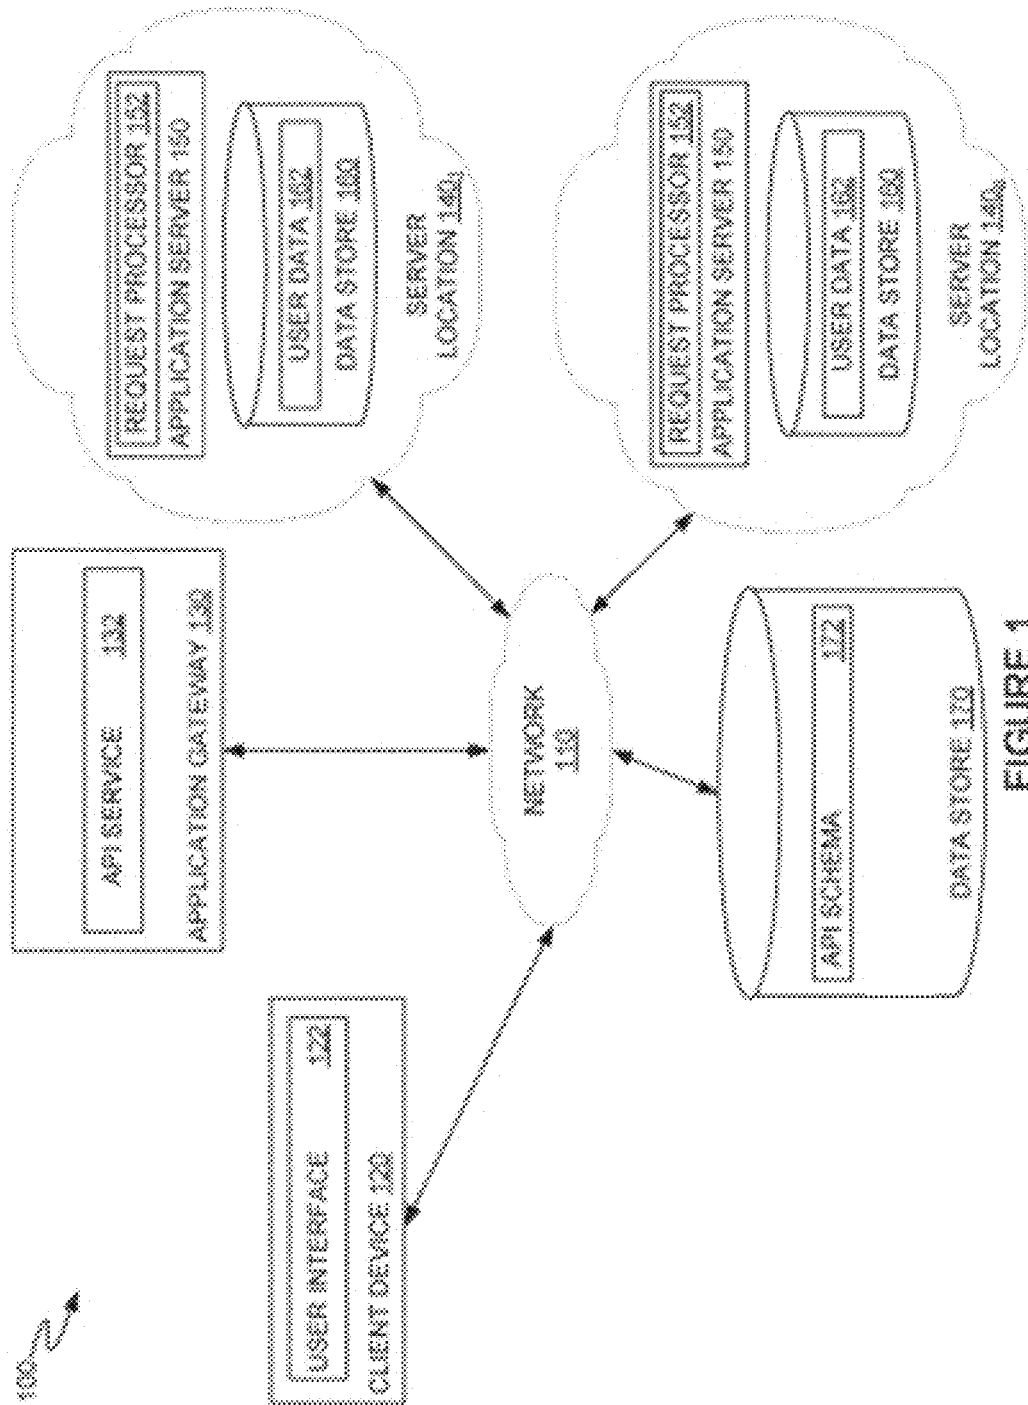 100
API SERVICE 132
APPLICATION GATEWAY 130
REQUEST PROCESSOR 152
APPLICATION SERVER 150
USER DATA 162
DATA STORE 160
SERVER
LOCATION 140
USER INTERFACE 122
CLIENT DEVICE 120
NETWORK
110
REQUEST PROCESSOR 152
APPLICATION SERVER 150
USER DATA 162
DATA STORE 160
SERVER
LOCATION 140
API SCHEMA 172
DATA STORE 170
FIGURE 1